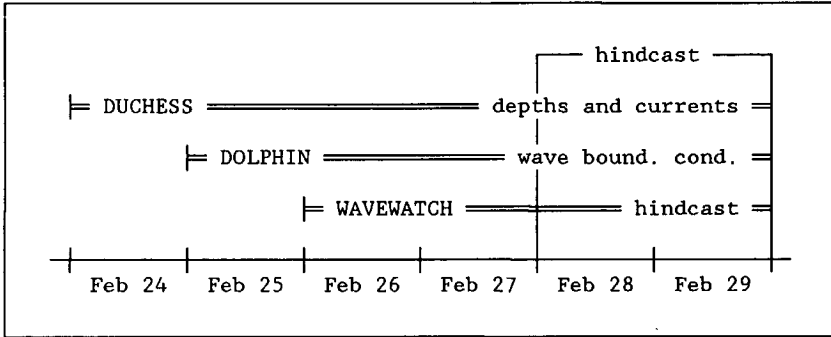 hindcast
DUCHESS depths and currents
DOLPHIN wave bound. cond.
WAVEWATCH hindcast
Feb 24 Feb 25 Feb 26 Feb 27 Feb 28 Feb 29